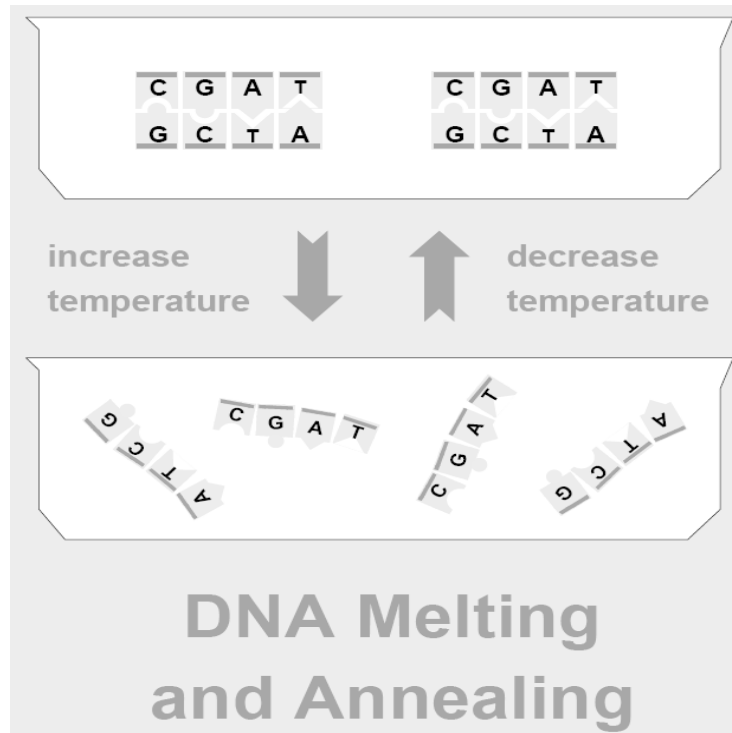 C G A T C G A T
G C T A G C T A
increase
temperature
decrease
temperature
G C T A
C G A T
C G A T
G C T A
DNA Melting
and Annealing